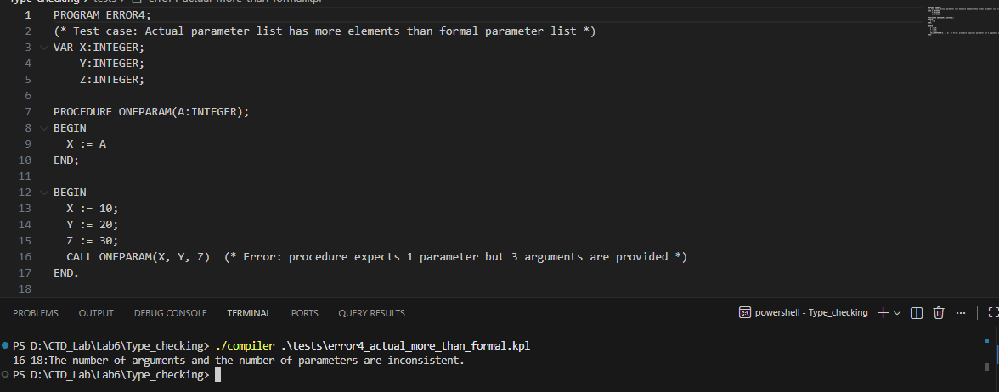 Type_checking > tests > error4_actual_more_than_formal.kpl
1 PROGRAM ERROR4;
2 (* Test case: Actual parameter list has more elements than formal parameter list *)
3 VAR X:INTEGER;
4 Y:INTEGER;
5 Z:INTEGER;
6
7 PROCEDURE ONEPARAM(A:INTEGER);
8 BEGIN
9 X := A
10 END;
11
12 BEGIN
13 X := 10;
14 Y := 20;
15 Z := 30;
16 CALL ONEPARAM(X, Y, Z) (* Error: procedure expects 1 parameter but 3 arguments are provided *)
17 END.
18
PROBLEMS OUTPUT DEBUG CONSOLE TERMINAL PORTS QUERY RESULTS powershell - Type_checking
PS D:\CTD_Lab\Lab6\Type_checking> ./compiler .\tests\error4_actual_more_than_formal.kpl
16-18:The number of arguments and the number of parameters are inconsistent.
PS D:\CTD_Lab\Lab6\Type_checking>